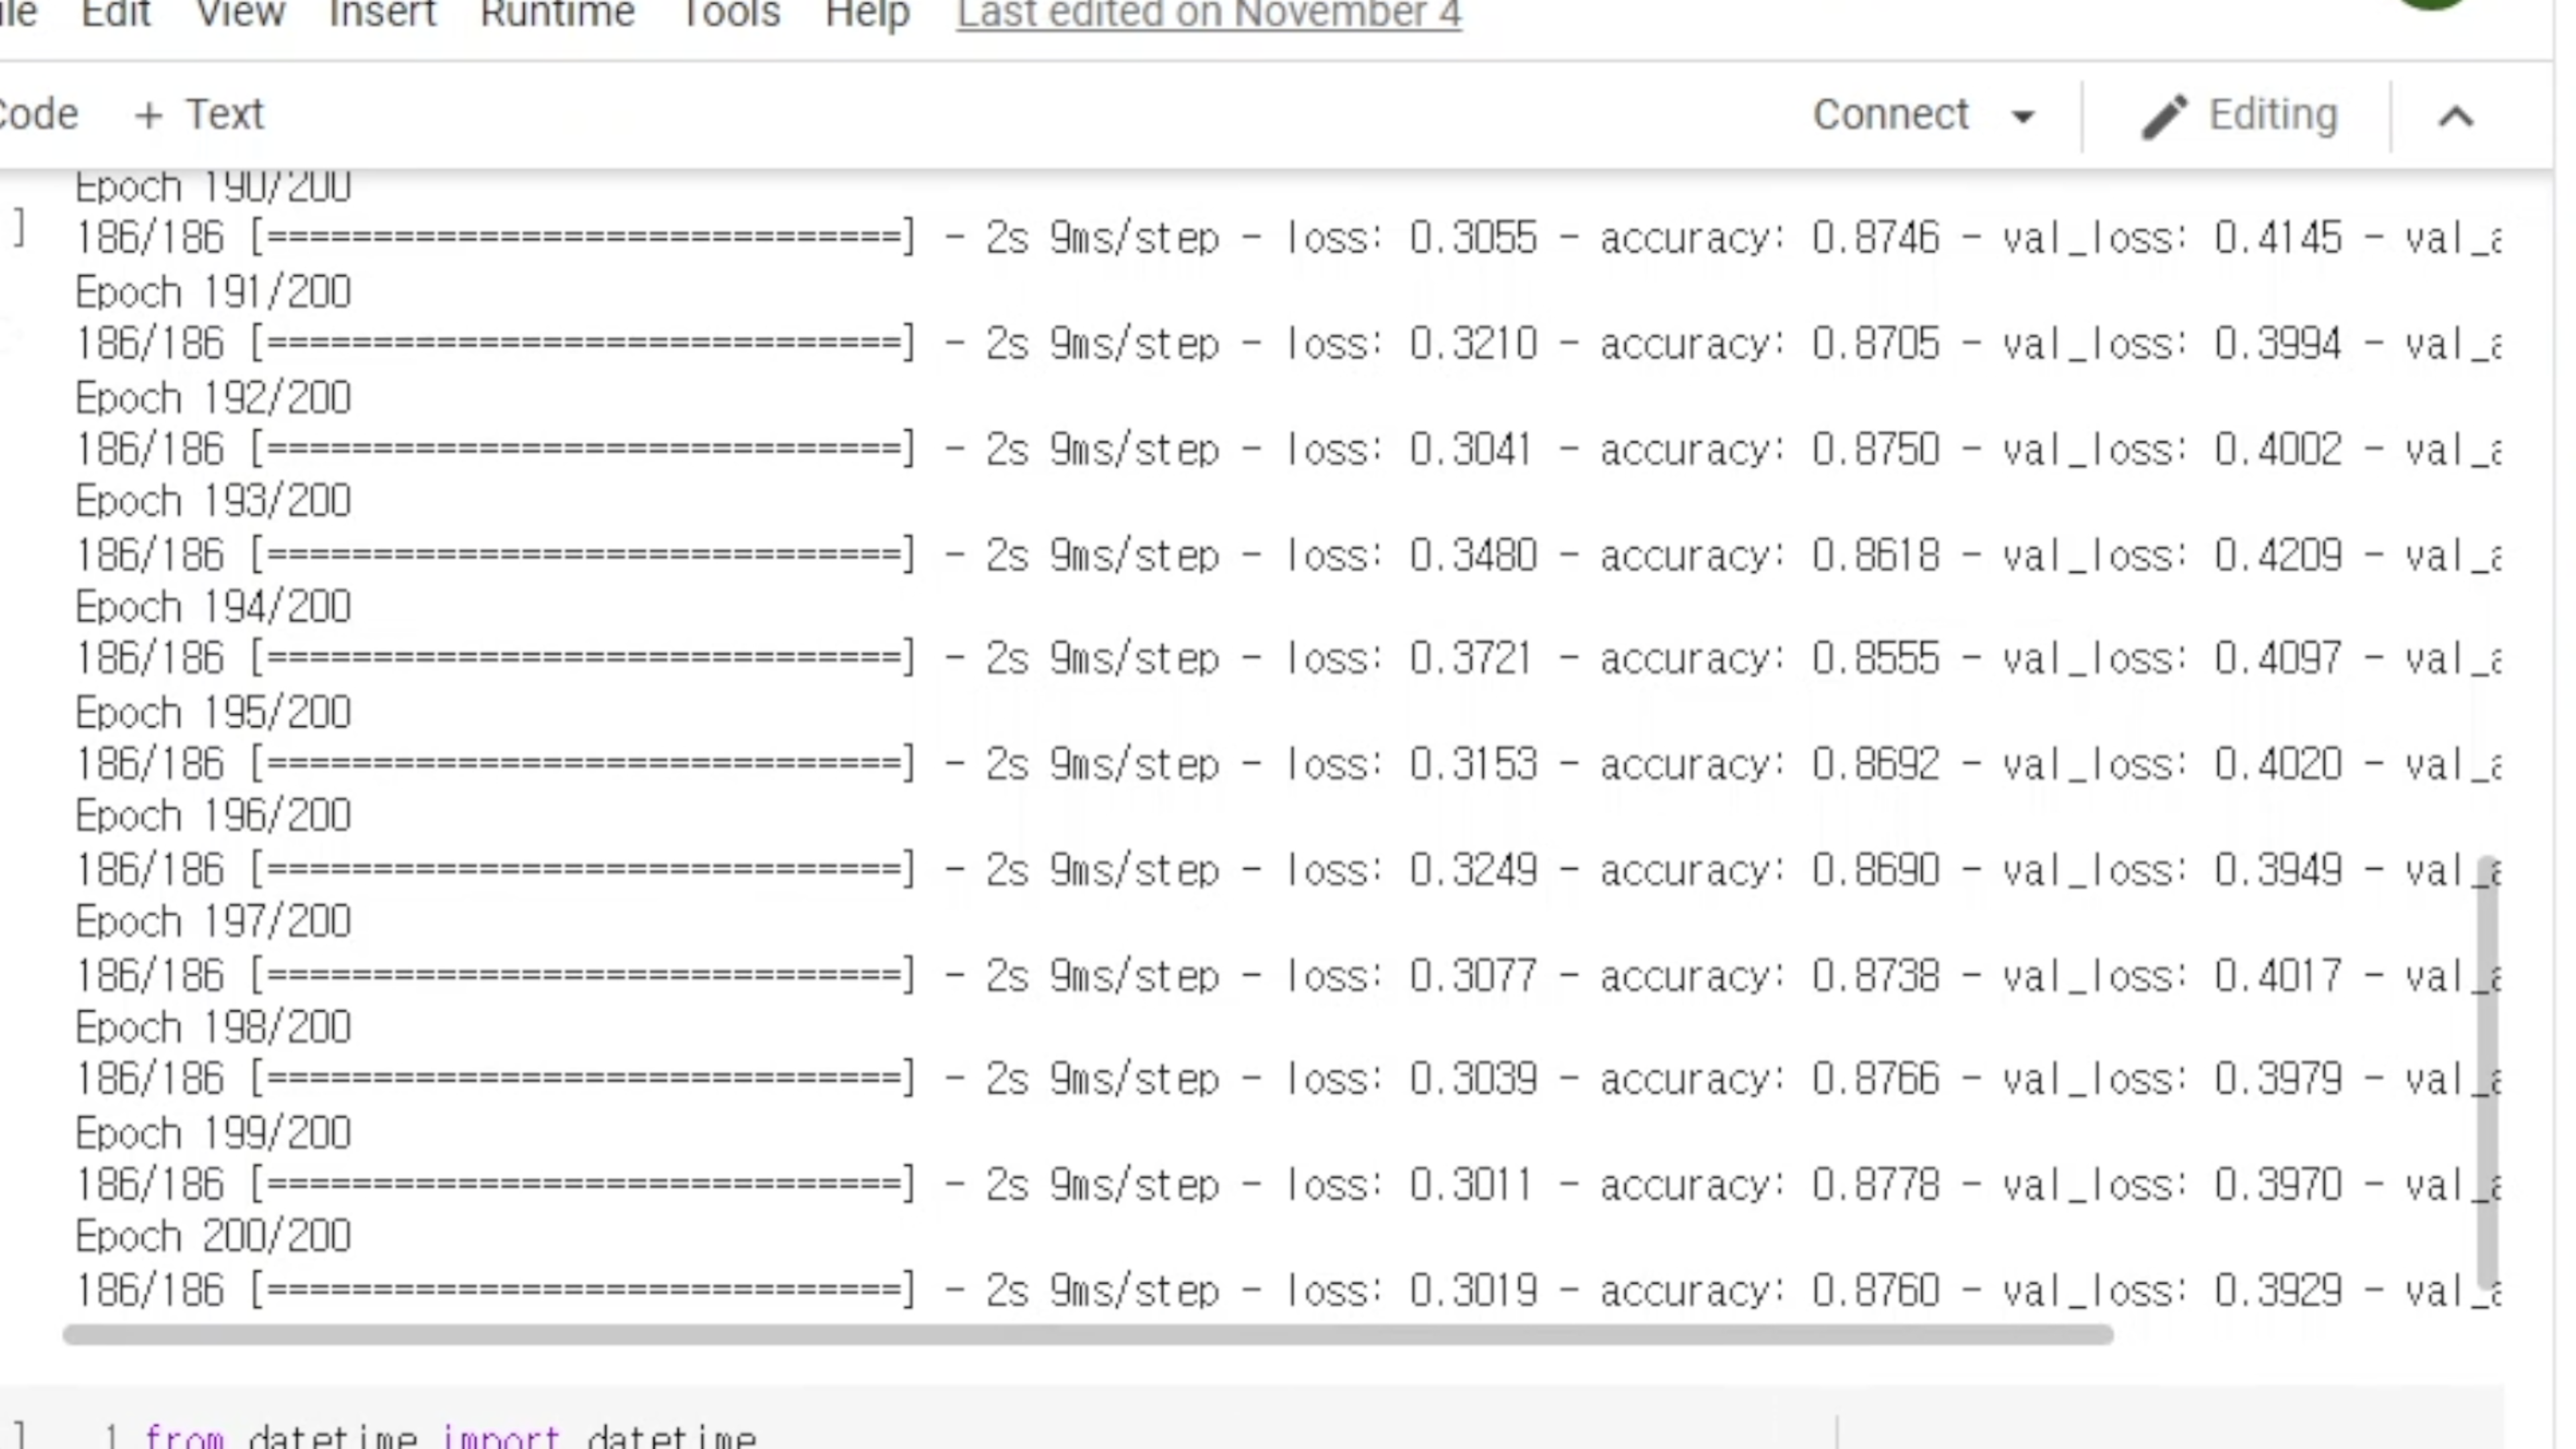 ile Edit View Insert Runtime Tools Help Last edited on November 4
Code + Text Connect Editing
Epoch 190/200
] 186/186 [==============================] - 2s 9ms/step - loss: 0.3055 - accuracy: 0.8746 - val_loss: 0.4145 - val_a
Epoch 191/200
186/186 [==============================] - 2s 9ms/step - loss: 0.3210 - accuracy: 0.8705 - val_loss: 0.3994 - val_a
Epoch 192/200
186/186 [==============================] - 2s 9ms/step - loss: 0.3041 - accuracy: 0.8750 - val_loss: 0.4002 - val_a
Epoch 193/200
186/186 [==============================] - 2s 9ms/step - loss: 0.3480 - accuracy: 0.8618 - val_loss: 0.4209 - val_a
Epoch 194/200
186/186 [==============================] - 2s 9ms/step - loss: 0.3721 - accuracy: 0.8555 - val_loss: 0.4097 - val_a
Epoch 195/200
186/186 [==============================] - 2s 9ms/step - loss: 0.3153 - accuracy: 0.8692 - val_loss: 0.4020 - val_a
Epoch 196/200
186/186 [==============================] - 2s 9ms/step - loss: 0.3249 - accuracy: 0.8690 - val_loss: 0.3949 - val_a
Epoch 197/200
186/186 [==============================] - 2s 9ms/step - loss: 0.3077 - accuracy: 0.8738 - val_loss: 0.4017 - val_a
Epoch 198/200
186/186 [==============================] - 2s 9ms/step - loss: 0.3039 - accuracy: 0.8766 - val_loss: 0.3979 - val_a
Epoch 199/200
186/186 [==============================] - 2s 9ms/step - loss: 0.3011 - accuracy: 0.8778 - val_loss: 0.3970 - val_a
Epoch 200/200
186/186 [==============================] - 2s 9ms/step - loss: 0.3019 - accuracy: 0.8760 - val_loss: 0.3929 - val_a
] 1 from datetime import datetime